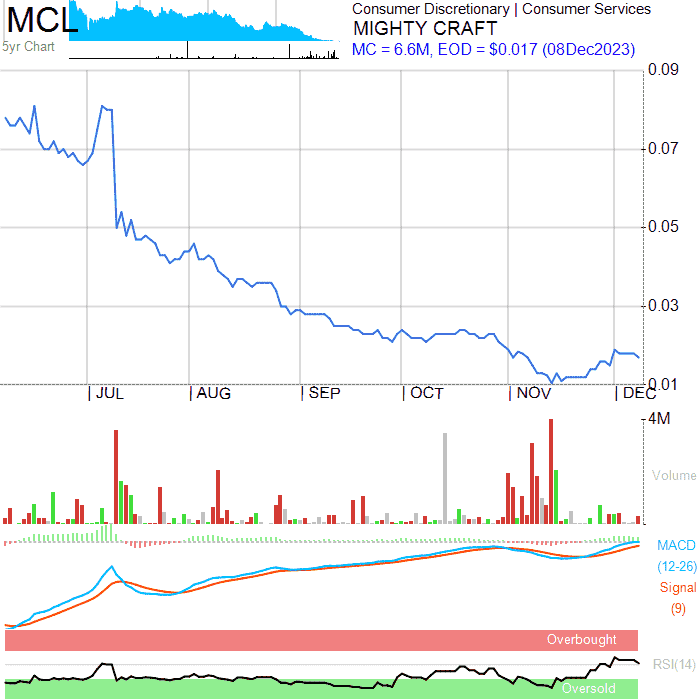 MCL
5yr Chart
Consumer Discretionary | Consumer Services
MIGHTY CRAFT
MC = 6.6M, EOD = $0.017 (08Dec2023)
0.09
0.07
0.05
0.03
0.01
JUL
AUG
SEP
OCT
NOV
DEC
4M
Volume
MACD
(12-26)
Signal
(9)
Overbought
RSI(14)
Oversold